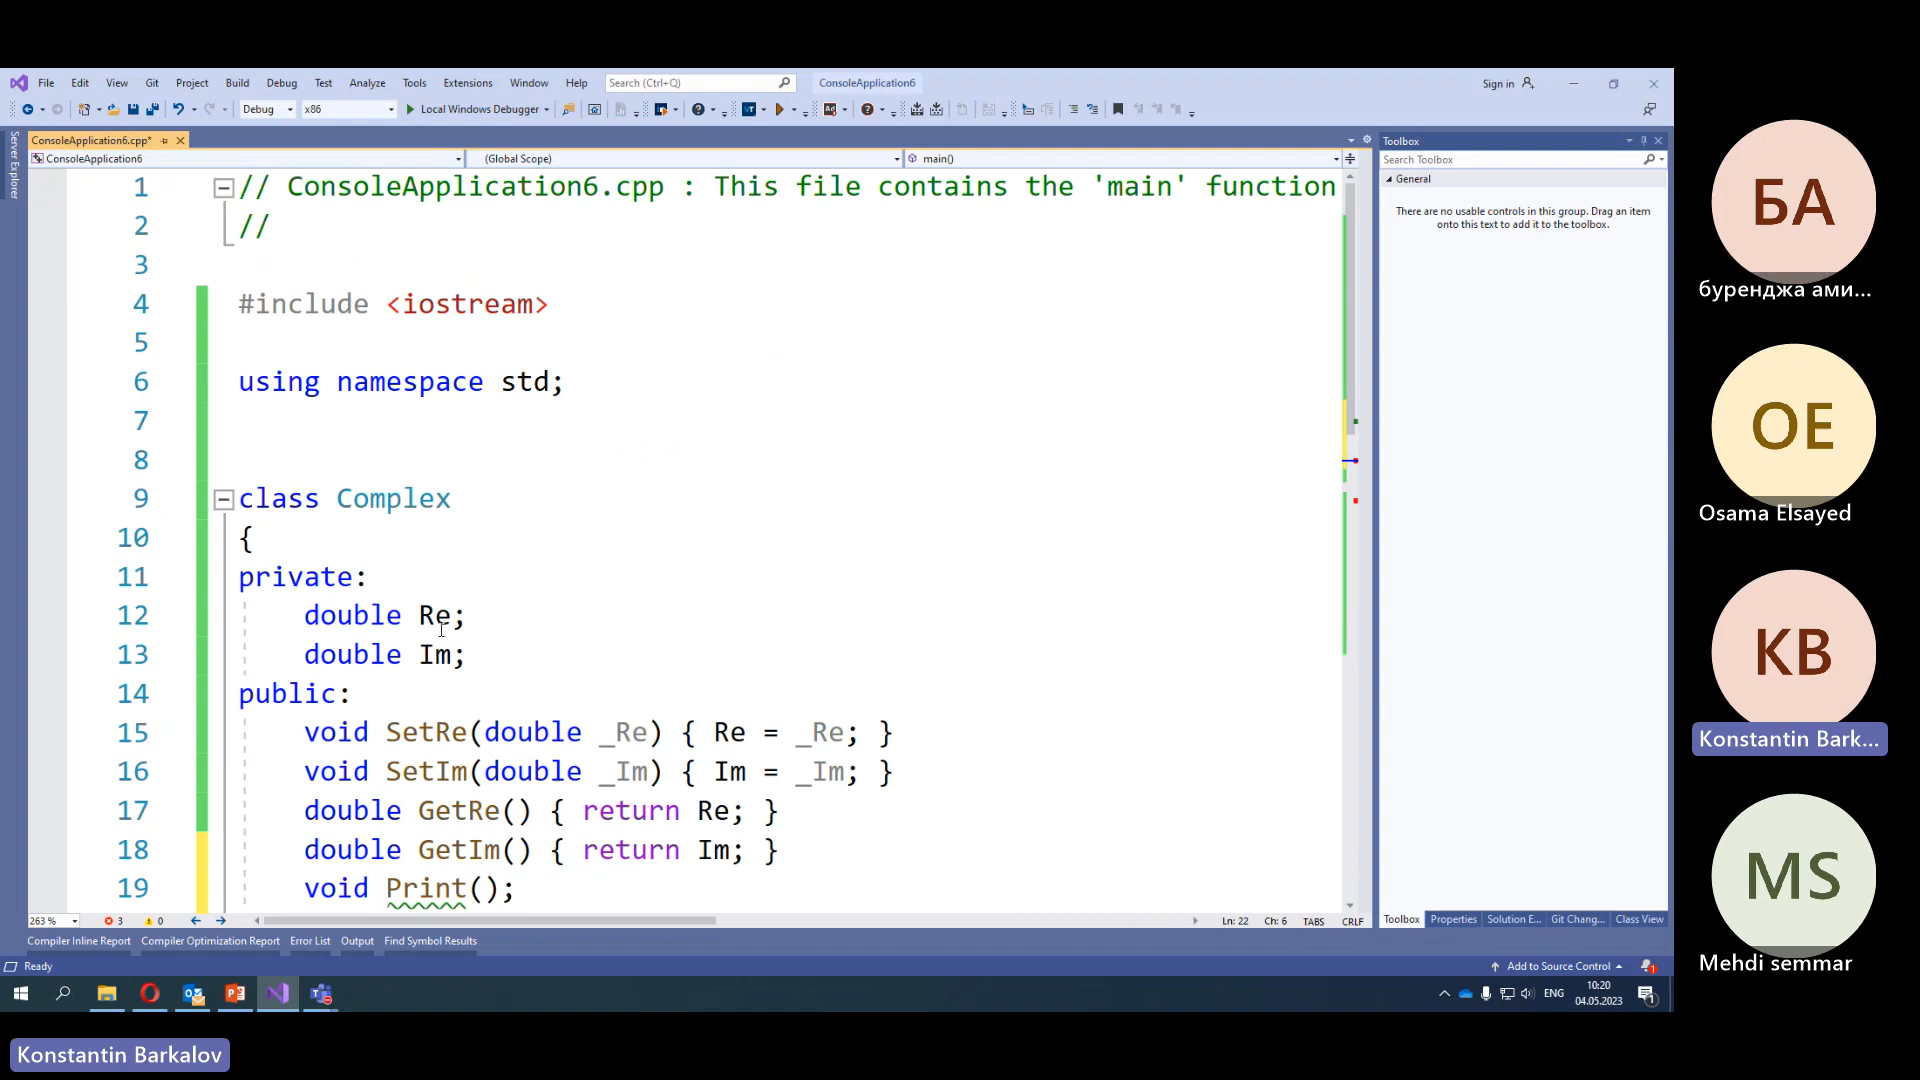 File Edit View Git Project Build Debug Test Analyze Tools Extensions Window Help Search (Ctrl+Q) ConsoleApplication6 Sign in
Debug x86 Local Windows Debugger
Server Explorer
ConsoleApplication6.cpp*
ConsoleApplication6 (Global Scope) main()
1 // ConsoleApplication6.cpp : This file contains the 'main' function
2 //
3
4 #include <iostream>
5
6 using namespace std;
7
8
9 class Complex
10 {
11 private:
12 double Re;
13 double Im;
14 public:
15 void SetRe(double _Re) { Re = _Re; }
16 void SetIm(double _Im) { Im = _Im; }
17 double GetRe() { return Re; }
18 double GetIm() { return Im; }
19 void Print();
263 % 3 0 Ln: 22 Ch: 6 TABS CRLF
Toolbox
Search Toolbox
General
There are no usable controls in this group. Drag an item
onto this text to add it to the toolbox.
Toolbox Properties Solution E... Git Chang... Class View
Compiler Inline Report Compiler Optimization Report Error List Output Find Symbol Results
Ready Add to Source Control 1
ENG 10:20
04.05.2023 1
БА
буренджа ами...
OE
Osama Elsayed
KB
Konstantin Bark...
MS
Mehdi semmar
Konstantin Barkalov